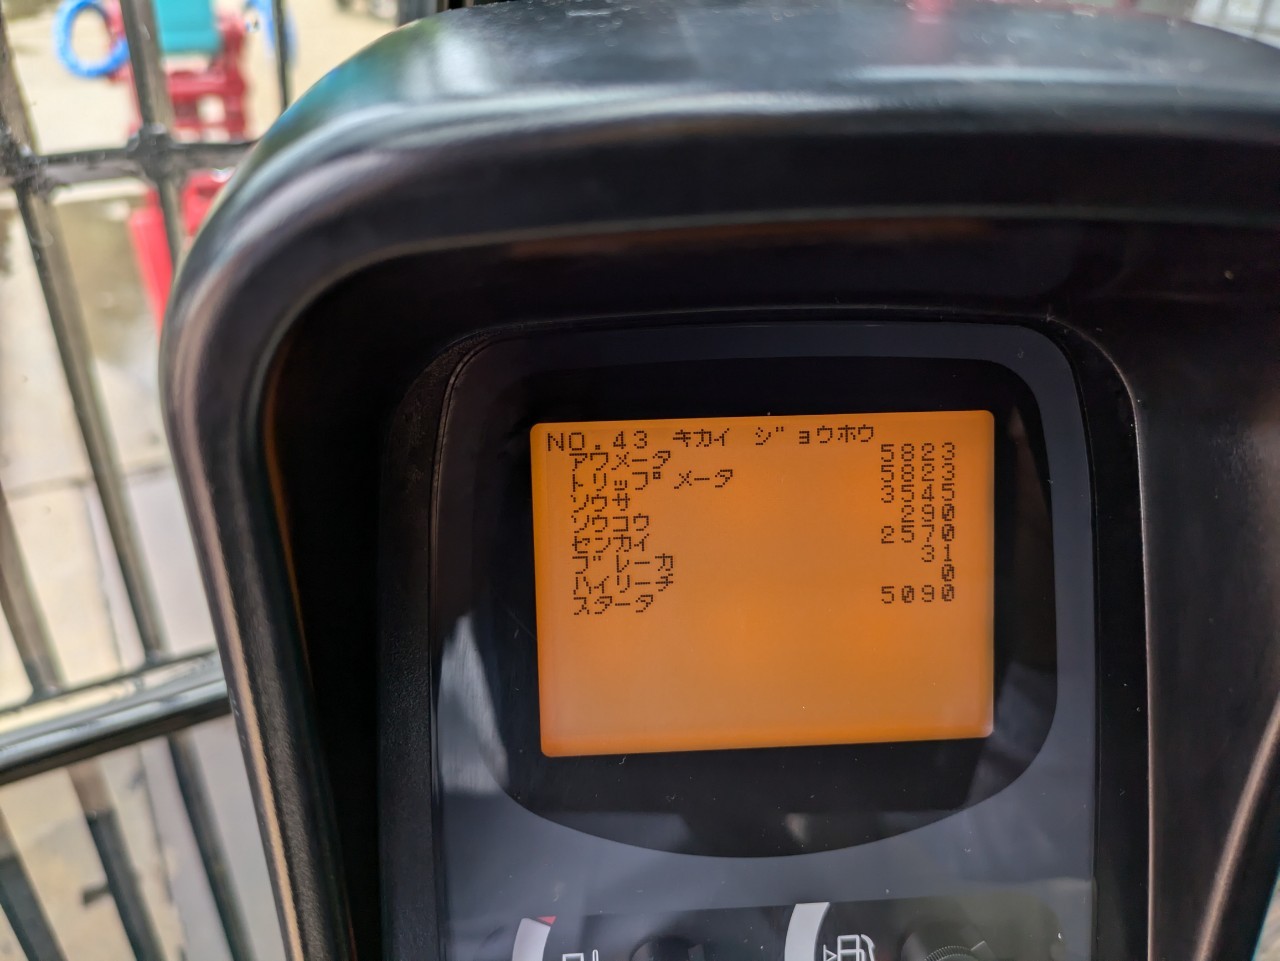 NO.43 キカイ ジョウホウ
アワメータ 5823
トリップメータ 5823
ソウサ 3545
ソウコウ 290
センカイ 2570
ブレーカ 31
ハイリーチ 0
スタータ 5090